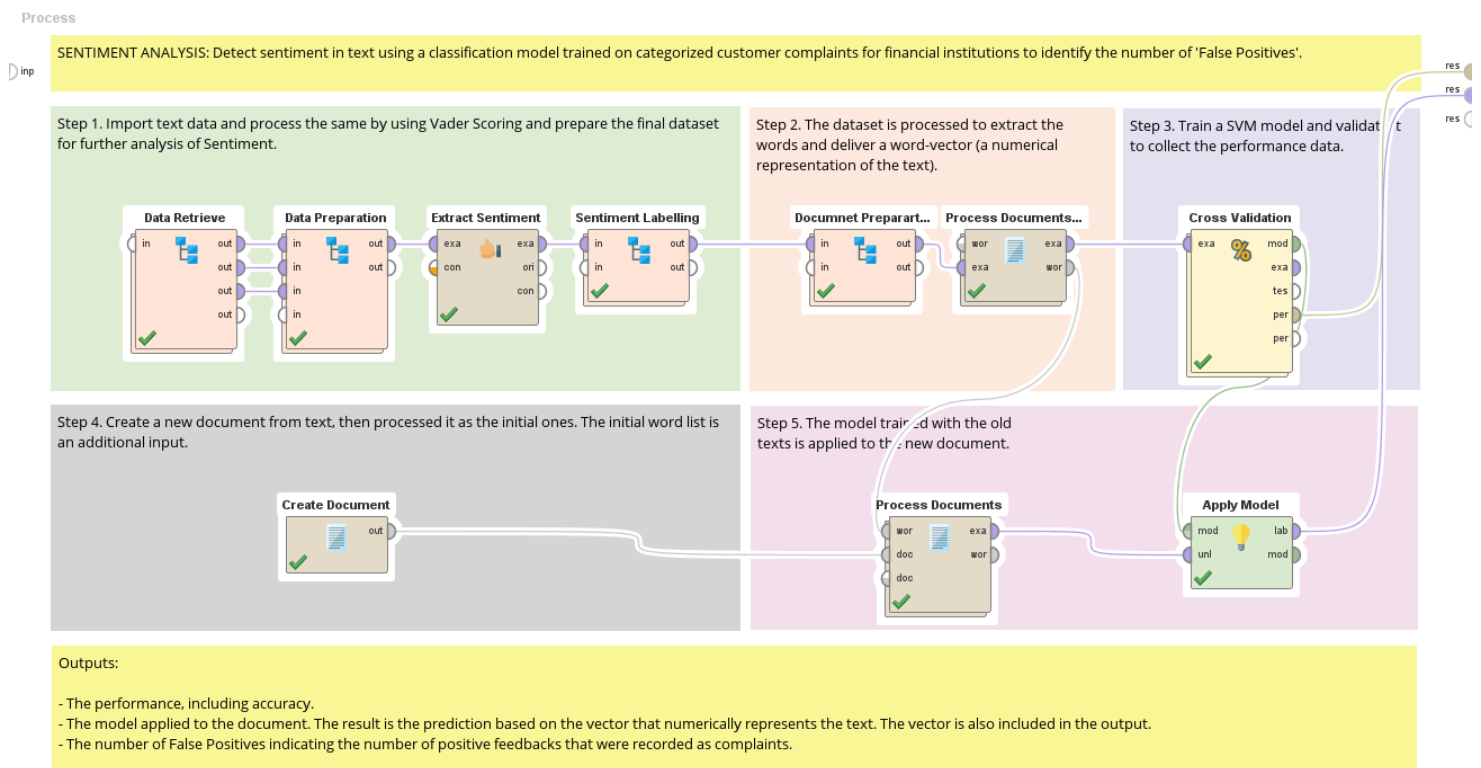 Process
SENTIMENT ANALYSIS: Detect sentiment in text using a classification model trained on categorized customer complaints for financial institutions to identify the number of 'False Positives'.
inp
res
res
res
Step 1. Import text data and process the same by using Vader Scoring and prepare the final dataset
for further analysis of Sentiment.
Data Retrieve
in
out
out
out
out
Data Preparation
in
in
in
in
out
out
Extract Sentiment
exa
con
exa
ori
con
Sentiment Labelling
in
in
out
out
Step 2. The dataset is processed to extract the
words and deliver a word-vector (a numerical
representation of the text).
Documnet Preparart...
in
in
out
out
Process Documents...
wor
exa
exa
wor
Step 3. Train a SVM model and validat t
to collect the performance data.
Cross Validation
exa
mod
exa
tes
per
per
Step 4. Create a new document from text, then processed it as the initial ones. The initial word list is
an additional input.
Create Document
out
Step 5. The model trained with the old
texts is applied to the new document.
Process Documents
wor
doc
doc
exa
wor
Apply Model
mod
unl
lab
mod
Outputs:
- The performance, including accuracy.
- The model applied to the document. The result is the prediction based on the vector that numerically represents the text. The vector is also included in the output.
- The number of False Positives indicating the number of positive feedbacks that were recorded as complaints.